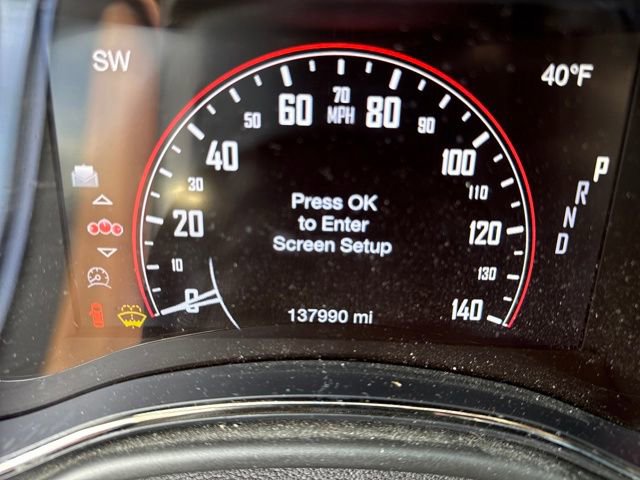 SW
40°F
70
60 MPH 80
50 90
40 100
30 110
Press OK
to Enter
Screen Setup
20 120
10 130
0 140
137990 mi
P
R
N
D